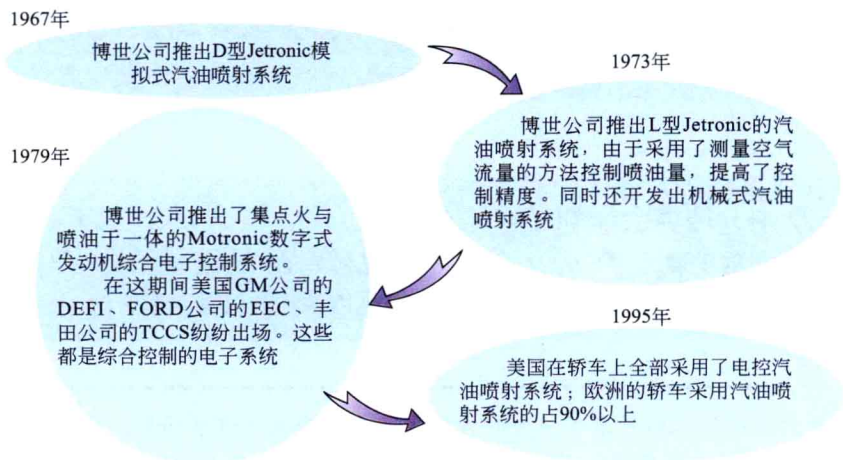 1967年
博世公司推出D型Jetronic模
拟式汽油喷射系统
1973年
博世公司推出L型Jetronic的汽
油喷射系统，由于采用了测量空气
流量的方法控制喷油量，提高了控
制精度。同时还开发出机械式汽油
喷射系统
1979年
博世公司推出了集点火与
喷油于一体的Motronic数字式
发动机综合电子控制系统。
在这期间美国GM公司的
DEFI、FORD公司的EEC、丰
田公司的TCCS纷纷出场。这些
都是综合控制的电子系统
1995年
美国在轿车上全部采用了电控汽
油喷射系统；欧洲的轿车采用汽油喷
射系统的占90%以上